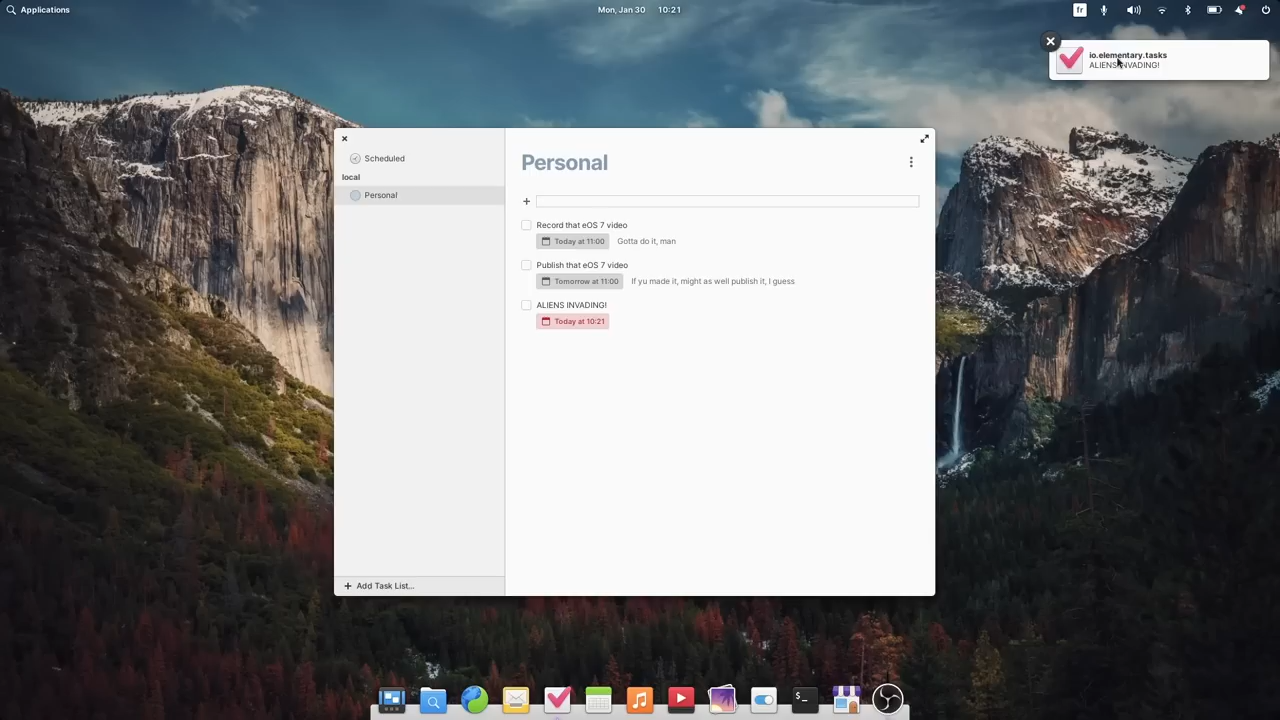 Applications
Mon, Jan 30 10:21
fr
io.elementary.tasks
ALIENS INVADING!
Scheduled
local
Personal
Add Task List...
Personal
Record that eOS 7 video
Today at 11:00 Gotta do it, man
Publish that eOS 7 video
Tomorrow at 11:00 If yu made it, might as well publish it, I guess
ALIENS INVADING!
Today at 10:21